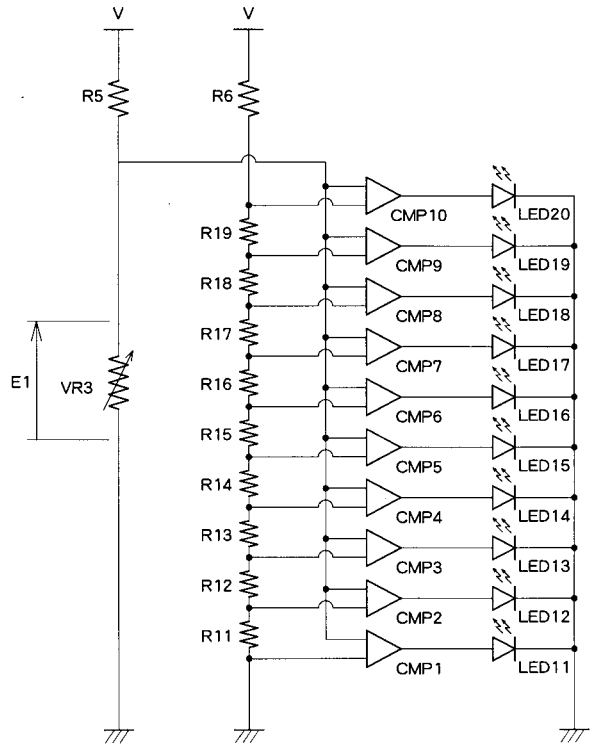 V V
R5 R6
CMP10 LED20
R19
CMP9 LED19
R18
CMP8 LED18
R17
CMP7 LED17
E1 VR3 R16
CMP6 LED16
R15
CMP5 LED15
R14
CMP4 LED14
R13
CMP3 LED13
R12
CMP2 LED12
R11
CMP1 LED11